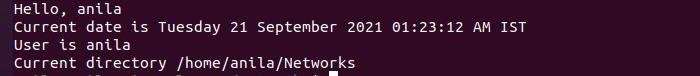 Hello, anila
Current date is Tuesday 21 September 2021 01:23:12 AM IST
User is anila
Current directory /home/anila/Networks